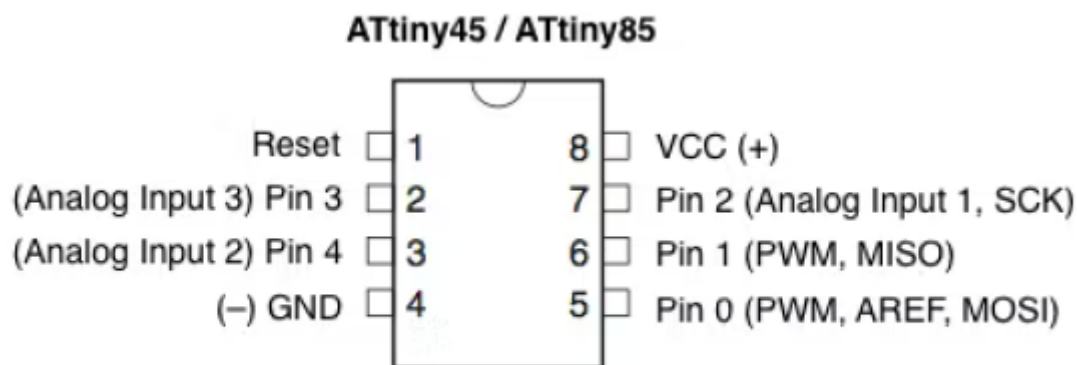 ATtiny45 / ATtiny85
Reset 1 8 VCC (+)
(Analog Input 3) Pin 3 2 7 Pin 2 (Analog Input 1, SCK)
(Analog Input 2) Pin 4 3 6 Pin 1 (PWM, MISO)
(–) GND 4 5 Pin 0 (PWM, AREF, MOSI)